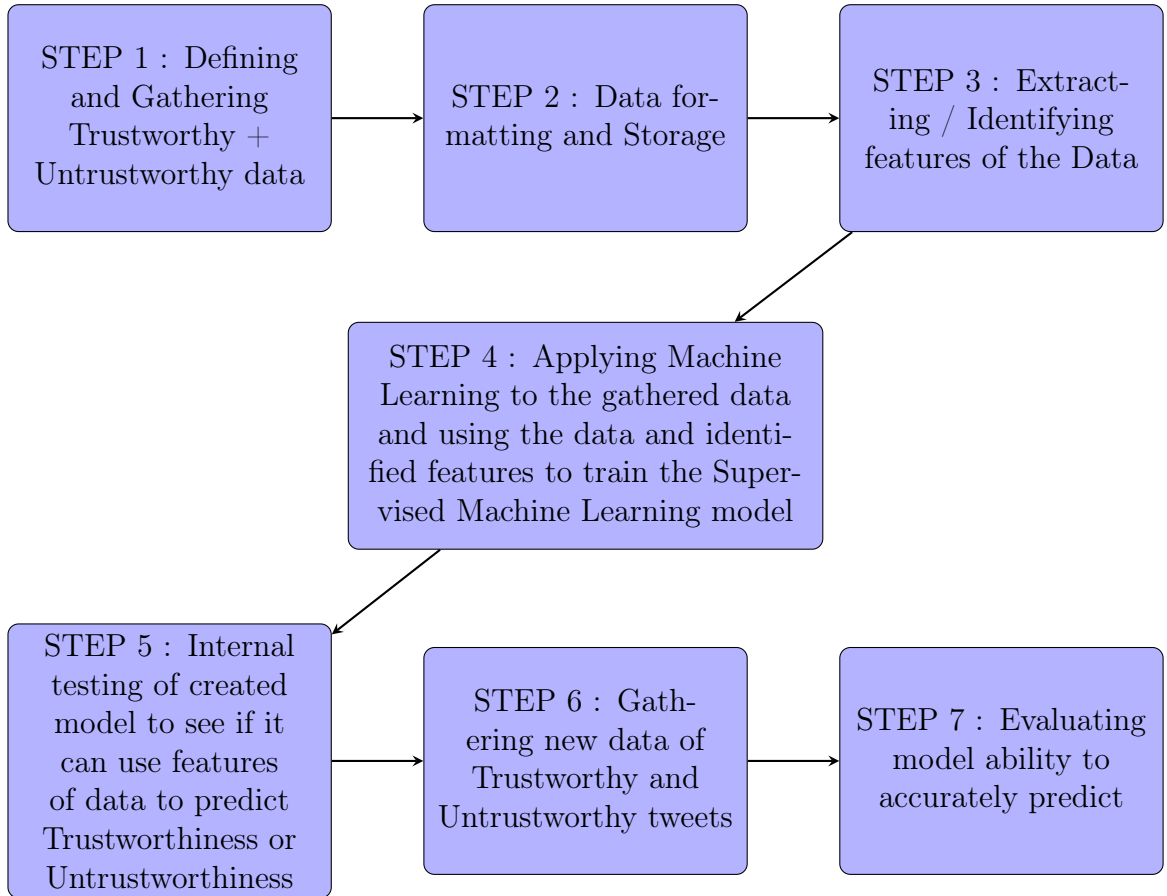 STEP 1 : Defining
and Gathering
Trustworthy +
Untrustworthy data
STEP 2 : Data for-
matting and Storage
STEP 3 : Extract-
ing / Identifying
features of the Data
STEP 4 : Applying Machine
Learning to the gathered data
and using the data and identi-
fied features to train the Super-
vised Machine Learning model
STEP 5 : Internal
testing of created
model to see if it
can use features
of data to predict
Trustworthiness or
Untrustworthiness
STEP 6 : Gath-
ering new data of
Trustworthy and
Untrustworthy tweets
STEP 7 : Evaluating
model ability to
accurately predict